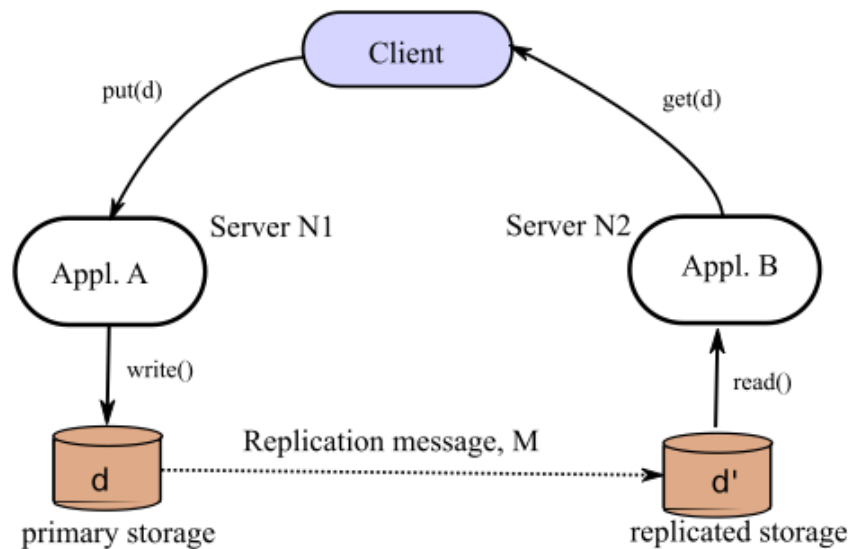 Client
put(d)
get(d)
Server N1
Server N2
Appl. A
Appl. B
write()
read()
Replication message, M
d
d'
primary storage
replicated storage